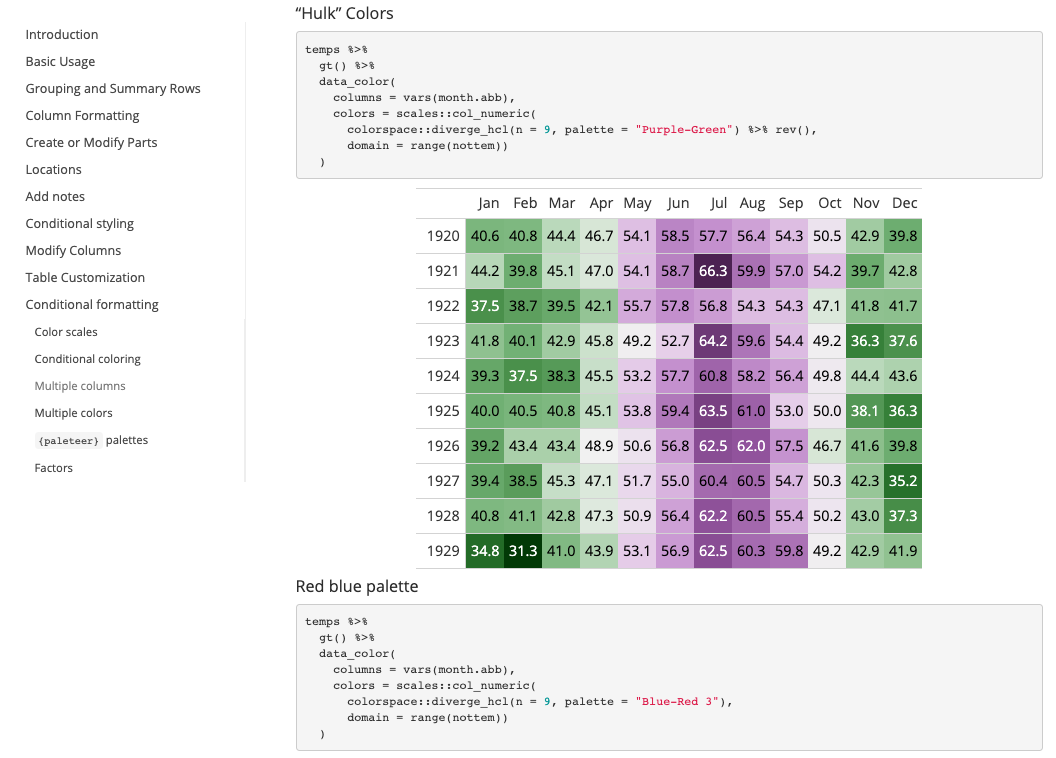 Introduction
Basic Usage
Grouping and Summary Rows
Column Formatting
Create or Modify Parts
Locations
Add notes
Conditional styling
Modify Columns
Table Customization
Conditional formatting
Color scales
Conditional coloring
Multiple columns
Multiple colors
{paleteer} palettes
Factors
“Hulk” Colors
temps %>%
  gt() %>%
  data_color(
    columns = vars(month.abb),
    colors = scales::col_numeric(
      colorspace::diverge_hcl(n = 9, palette = "Purple-Green") %>% rev(),
      domain = range(nottem))
  )
Jan Feb Mar Apr May Jun Jul Aug Sep Oct Nov Dec
1920 40.6 40.8 44.4 46.7 54.1 58.5 57.7 56.4 54.3 50.5 42.9 39.8
1921 44.2 39.8 45.1 47.0 54.1 58.7 66.3 59.9 57.0 54.2 39.7 42.8
1922 37.5 38.7 39.5 42.1 55.7 57.8 56.8 54.3 54.3 47.1 41.8 41.7
1923 41.8 40.1 42.9 45.8 49.2 52.7 64.2 59.6 54.4 49.2 36.3 37.6
1924 39.3 37.5 38.3 45.5 53.2 57.7 60.8 58.2 56.4 49.8 44.4 43.6
1925 40.0 40.5 40.8 45.1 53.8 59.4 63.5 61.0 53.0 50.0 38.1 36.3
1926 39.2 43.4 43.4 48.9 50.6 56.8 62.5 62.0 57.5 46.7 41.6 39.8
1927 39.4 38.5 45.3 47.1 51.7 55.0 60.4 60.5 54.7 50.3 42.3 35.2
1928 40.8 41.1 42.8 47.3 50.9 56.4 62.2 60.5 55.4 50.2 43.0 37.3
1929 34.8 31.3 41.0 43.9 53.1 56.9 62.5 60.3 59.8 49.2 42.9 41.9
Red blue palette
temps %>%
  gt() %>%
  data_color(
    columns = vars(month.abb),
    colors = scales::col_numeric(
      colorspace::diverge_hcl(n = 9, palette = "Blue-Red 3"),
      domain = range(nottem))
  )